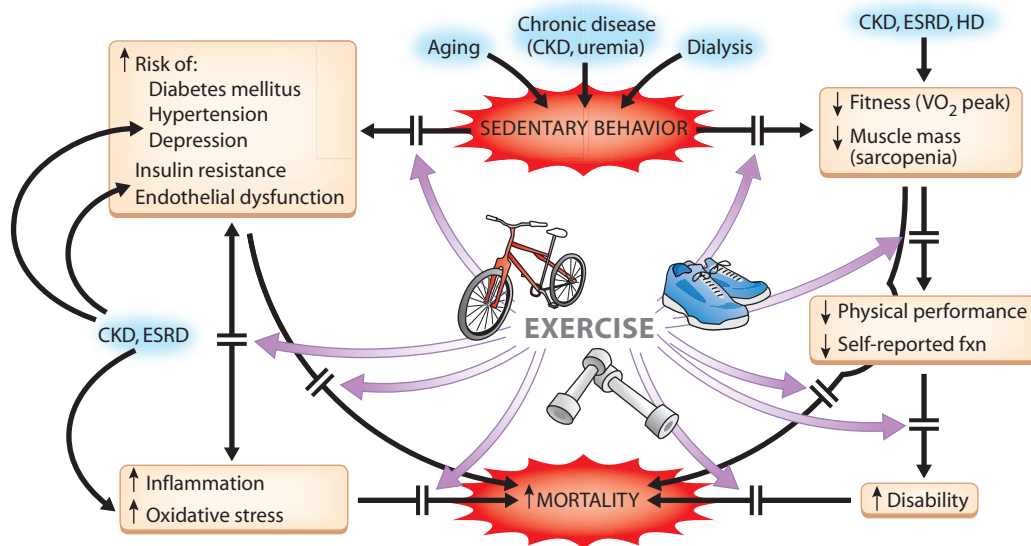 Chronic disease
(CKD, uremia)
Aging
Dialysis
CKD, ESRD, HD
↑ Risk of:
Diabetes mellitus
Hypertension
Depression
Insulin resistance
Endothelial dysfunction
SEDENTARY BEHAVIOR
↓ Fitness (VO₂ peak)
↓ Muscle mass
(sarcopenia)
CKD, ESRD
EXERCISE
↓ Physical performance
↓ Self-reported fxn
↑ Inflammation
↑ Oxidative stress
↑ MORTALITY
↑ Disability